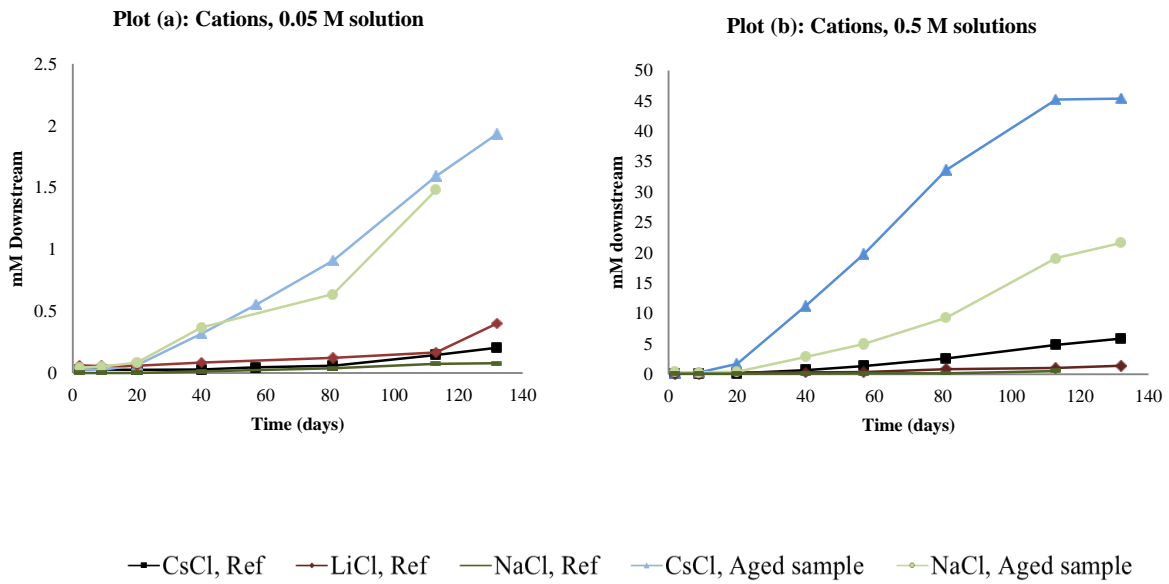 Plot (a): Cations, 0.05 M solution
2.5
2
1.5
1
0.5
0
mM Downstream
0 20 40 60 80 100 120 140
Time (days)
Plot (b): Cations, 0.5 M solutions
50
45
40
35
30
25
20
15
10
5
0
mM downstream
0 20 40 60 80 100 120 140
Time (days)
CsCl, Ref LiCl, Ref NaCl, Ref CsCl, Aged sample NaCl, Aged sample